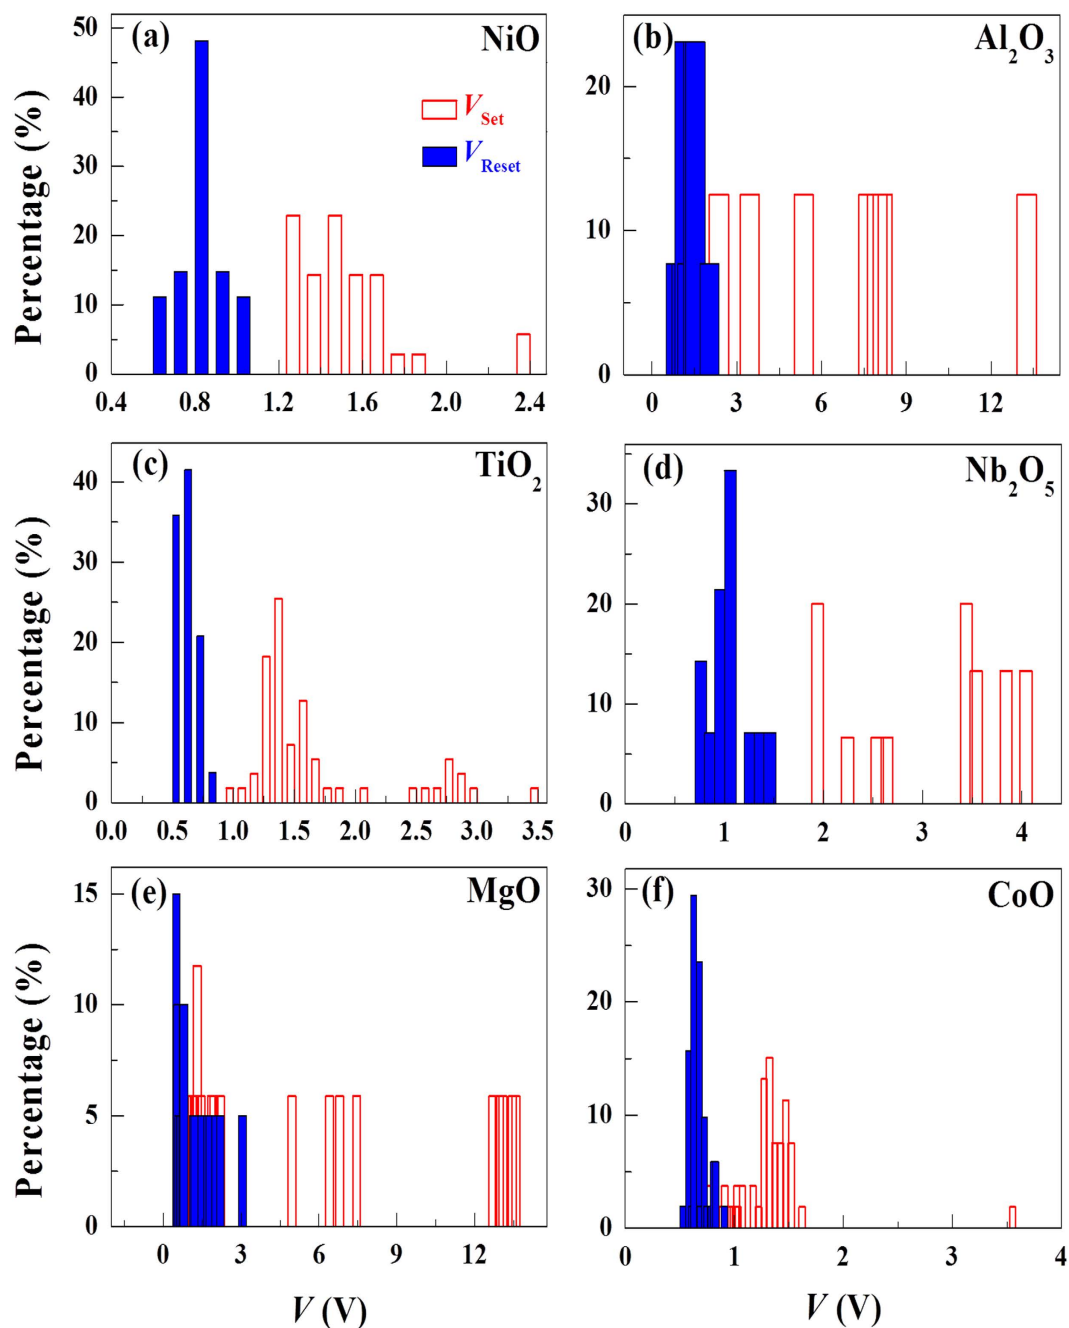 (a) NiO
V_Set
V_Reset
Percentage (%)
50
40
30
20
10
0
0.4 0.8 1.2 1.6 2.0 2.4
(b) Al₂O₃
20
10
0
0 3 6 9 12
(c) TiO₂
Percentage (%)
40
30
20
10
0
0.0 0.5 1.0 1.5 2.0 2.5 3.0 3.5
(d) Nb₂O₅
30
20
10
0
0 1 2 3 4
(e) MgO
Percentage (%)
15
10
5
0
0 3 6 9 12
V (V)
(f) CoO
30
20
10
0
0 1 2 3 4
V (V)